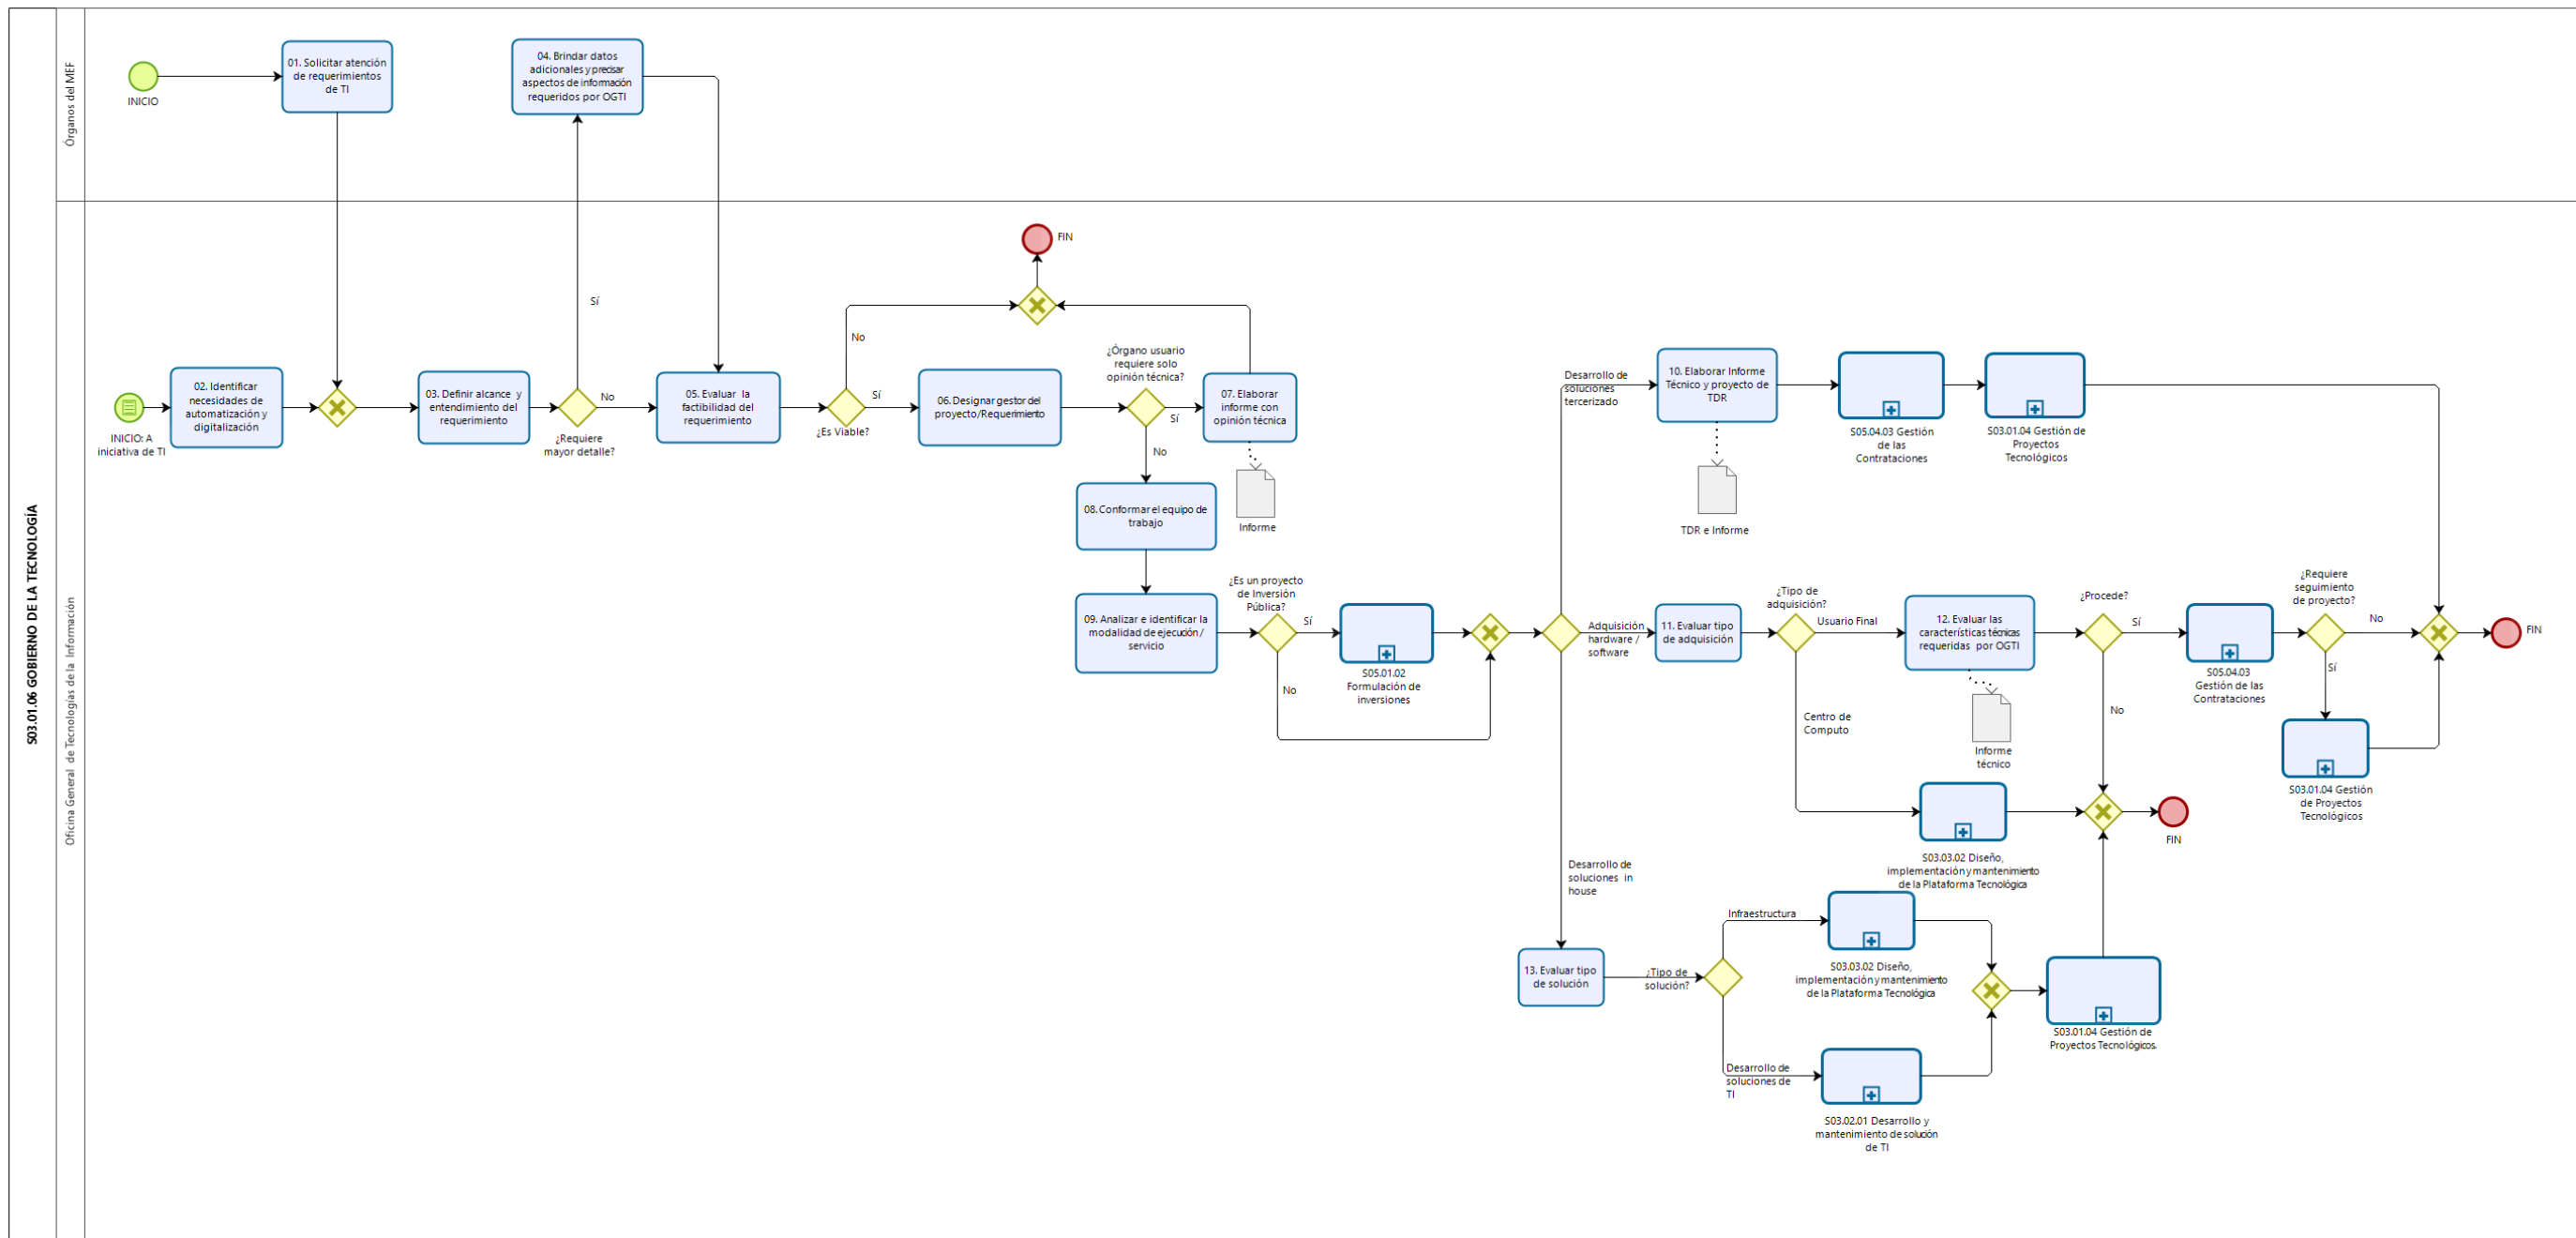 S03.01.06 GOBIERNO DE LA TECNOLOGÍA
Órganos del MEF
INICIO
01. Solicitar atención
de requerimientos
de TI
04. Brindar datos
adicionales y precisar
aspectos de información
requeridos por OGTI
Oficina General de Tecnologías de la Información
INICIO: A
iniciativa de TI
02. Identificar
necesidades de
automatización y
digitalización
03. Definir alcance y
entendimiento del
requerimiento
¿Requiere
mayor detalle?
Sí
No
05. Evaluar la
factibilidad del
requerimiento
¿Es Viable?
No
Sí
FIN
06. Designar gestor del
proyecto/Requerimiento
¿Órgano usuario
requiere solo
opinión técnica?
Sí
No
07. Elaborar
informe con
opinión técnica
Informe
08. Conformar el equipo de
trabajo
09. Analizar e identificar la
modalidad de ejecución /
servicio
¿Es un proyecto
de Inversión
Pública?
Sí
No
S05.01.02
Formulación de
inversiones
Desarrollo de
soluciones
tercerizado
10. Elaborar Informe
Técnico y proyecto de
TDR
TDR e Informe
S05.04.03 Gestión
de las
Contrataciones
S03.01.04 Gestión de
Proyectos
Tecnológicos
Adquisición
hardware /
software
11. Evaluar tipo
de adquisición
¿Tipo de
adquisición?
Usuario Final
12. Evaluar las
características técnicas
requeridas por OGTI
Informe
técnico
¿Procede?
Sí
No
S05.04.03
Gestión de las
Contrataciones
¿Requiere
seguimiento
de proyecto?
No
Sí
FIN
S03.01.04 Gestión
de Proyectos
Tecnológicos
Centro de
Computo
S03.03.02 Diseño,
implementación y mantenimiento
de la Plataforma Tecnológica
FIN
Desarrollo de
soluciones in
house
13. Evaluar tipo
de solución
¿Tipo de
solución?
Infraestructura
S03.03.02 Diseño,
implementación y mantenimiento
de la Plataforma Tecnológica
S03.01.04 Gestión de
Proyectos Tecnológicos.
Desarrollo de
soluciones de
TI
S03.02.01 Desarrollo y
mantenimiento de solución
de TI